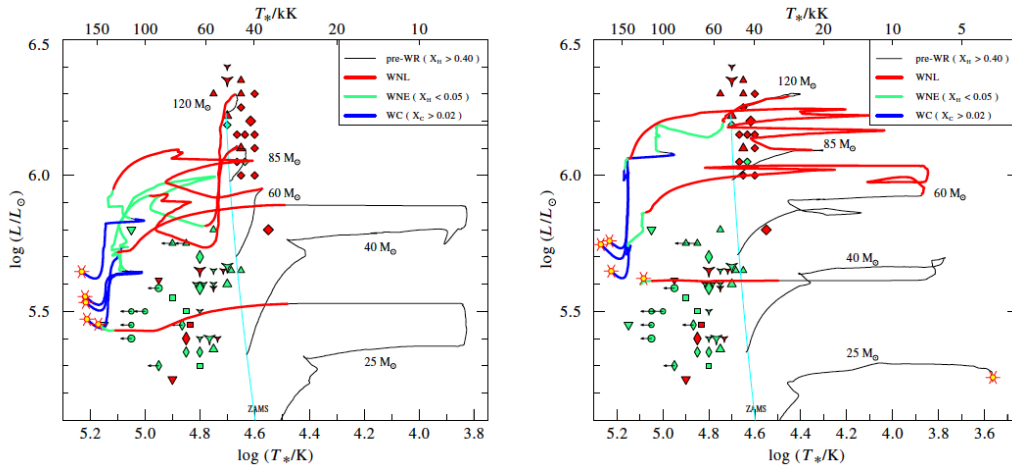 T*/kK
150 100 80 60 40 20 10 5
6.5
pre-WR ( XH > 0.40)
WNL
WNE ( XH < 0.05)
WC ( XC > 0.02)
120 M⊙
85 M⊙
6.0
60 M⊙
40 M⊙
5.5
25 M⊙
ZAMS
log (L/L⊙)
5.2 5.0 4.8 4.6 4.4 4.2 4.0 3.8
log (T*/K)
T*/kK
150 100 80 60 40 20 10 5
6.5
pre-WR ( XH > 0.40)
WNL
WNE ( XH < 0.05)
WC ( XC > 0.02)
120 M⊙
85 M⊙
6.0
60 M⊙
40 M⊙
5.5
25 M⊙
ZAMS
log (L/L⊙)
5.2 5.0 4.8 4.6 4.4 4.2 4.0 3.8 3.6
log (T*/K)